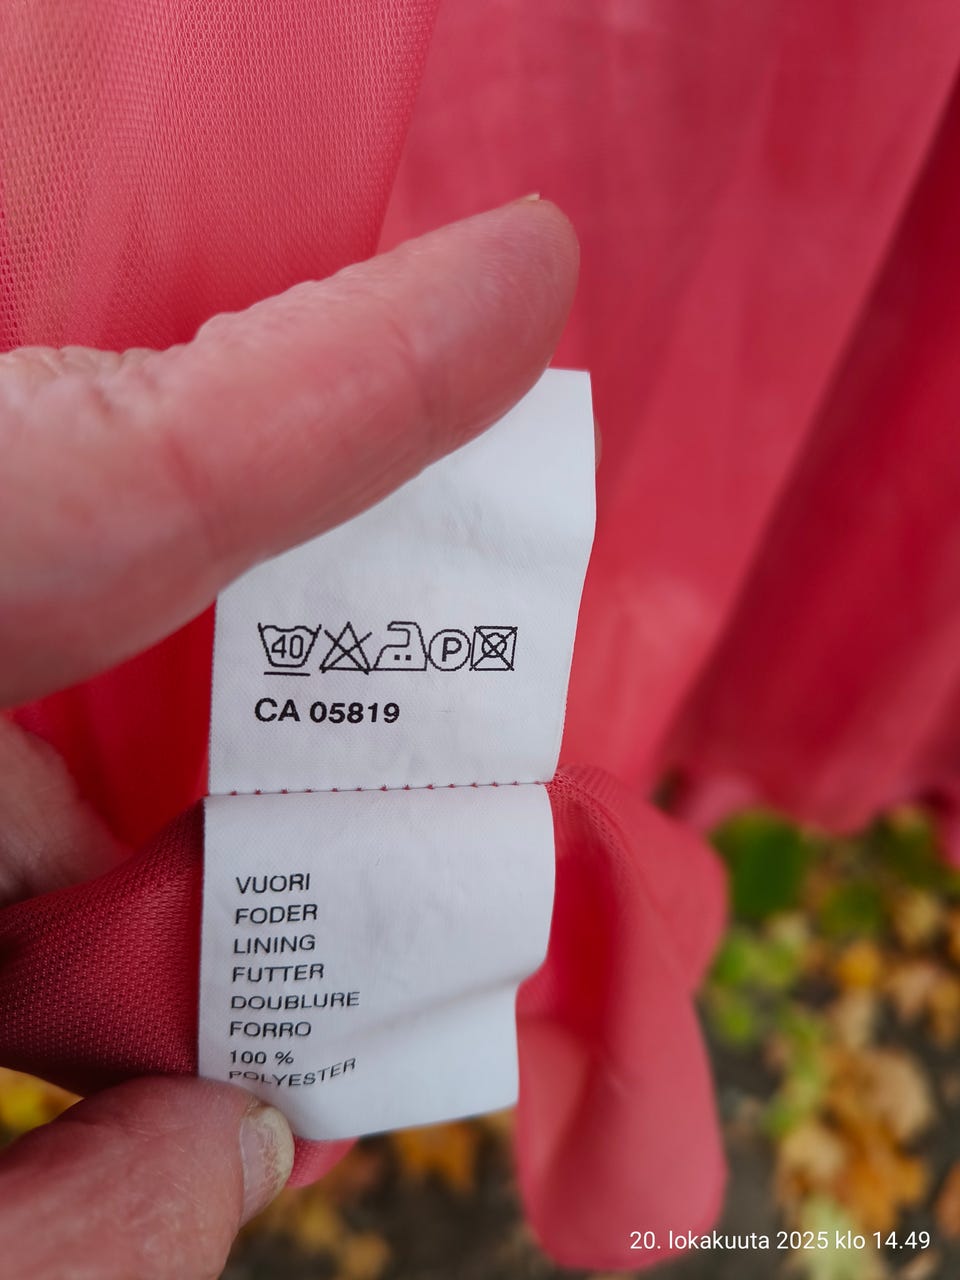 40
P
CA 05819
VUORI
FODER
LINING
FUTTER
DOUBLURE
FORRO
100 %
POLYESTER
20. lokakuuta 2025 klo 14.49